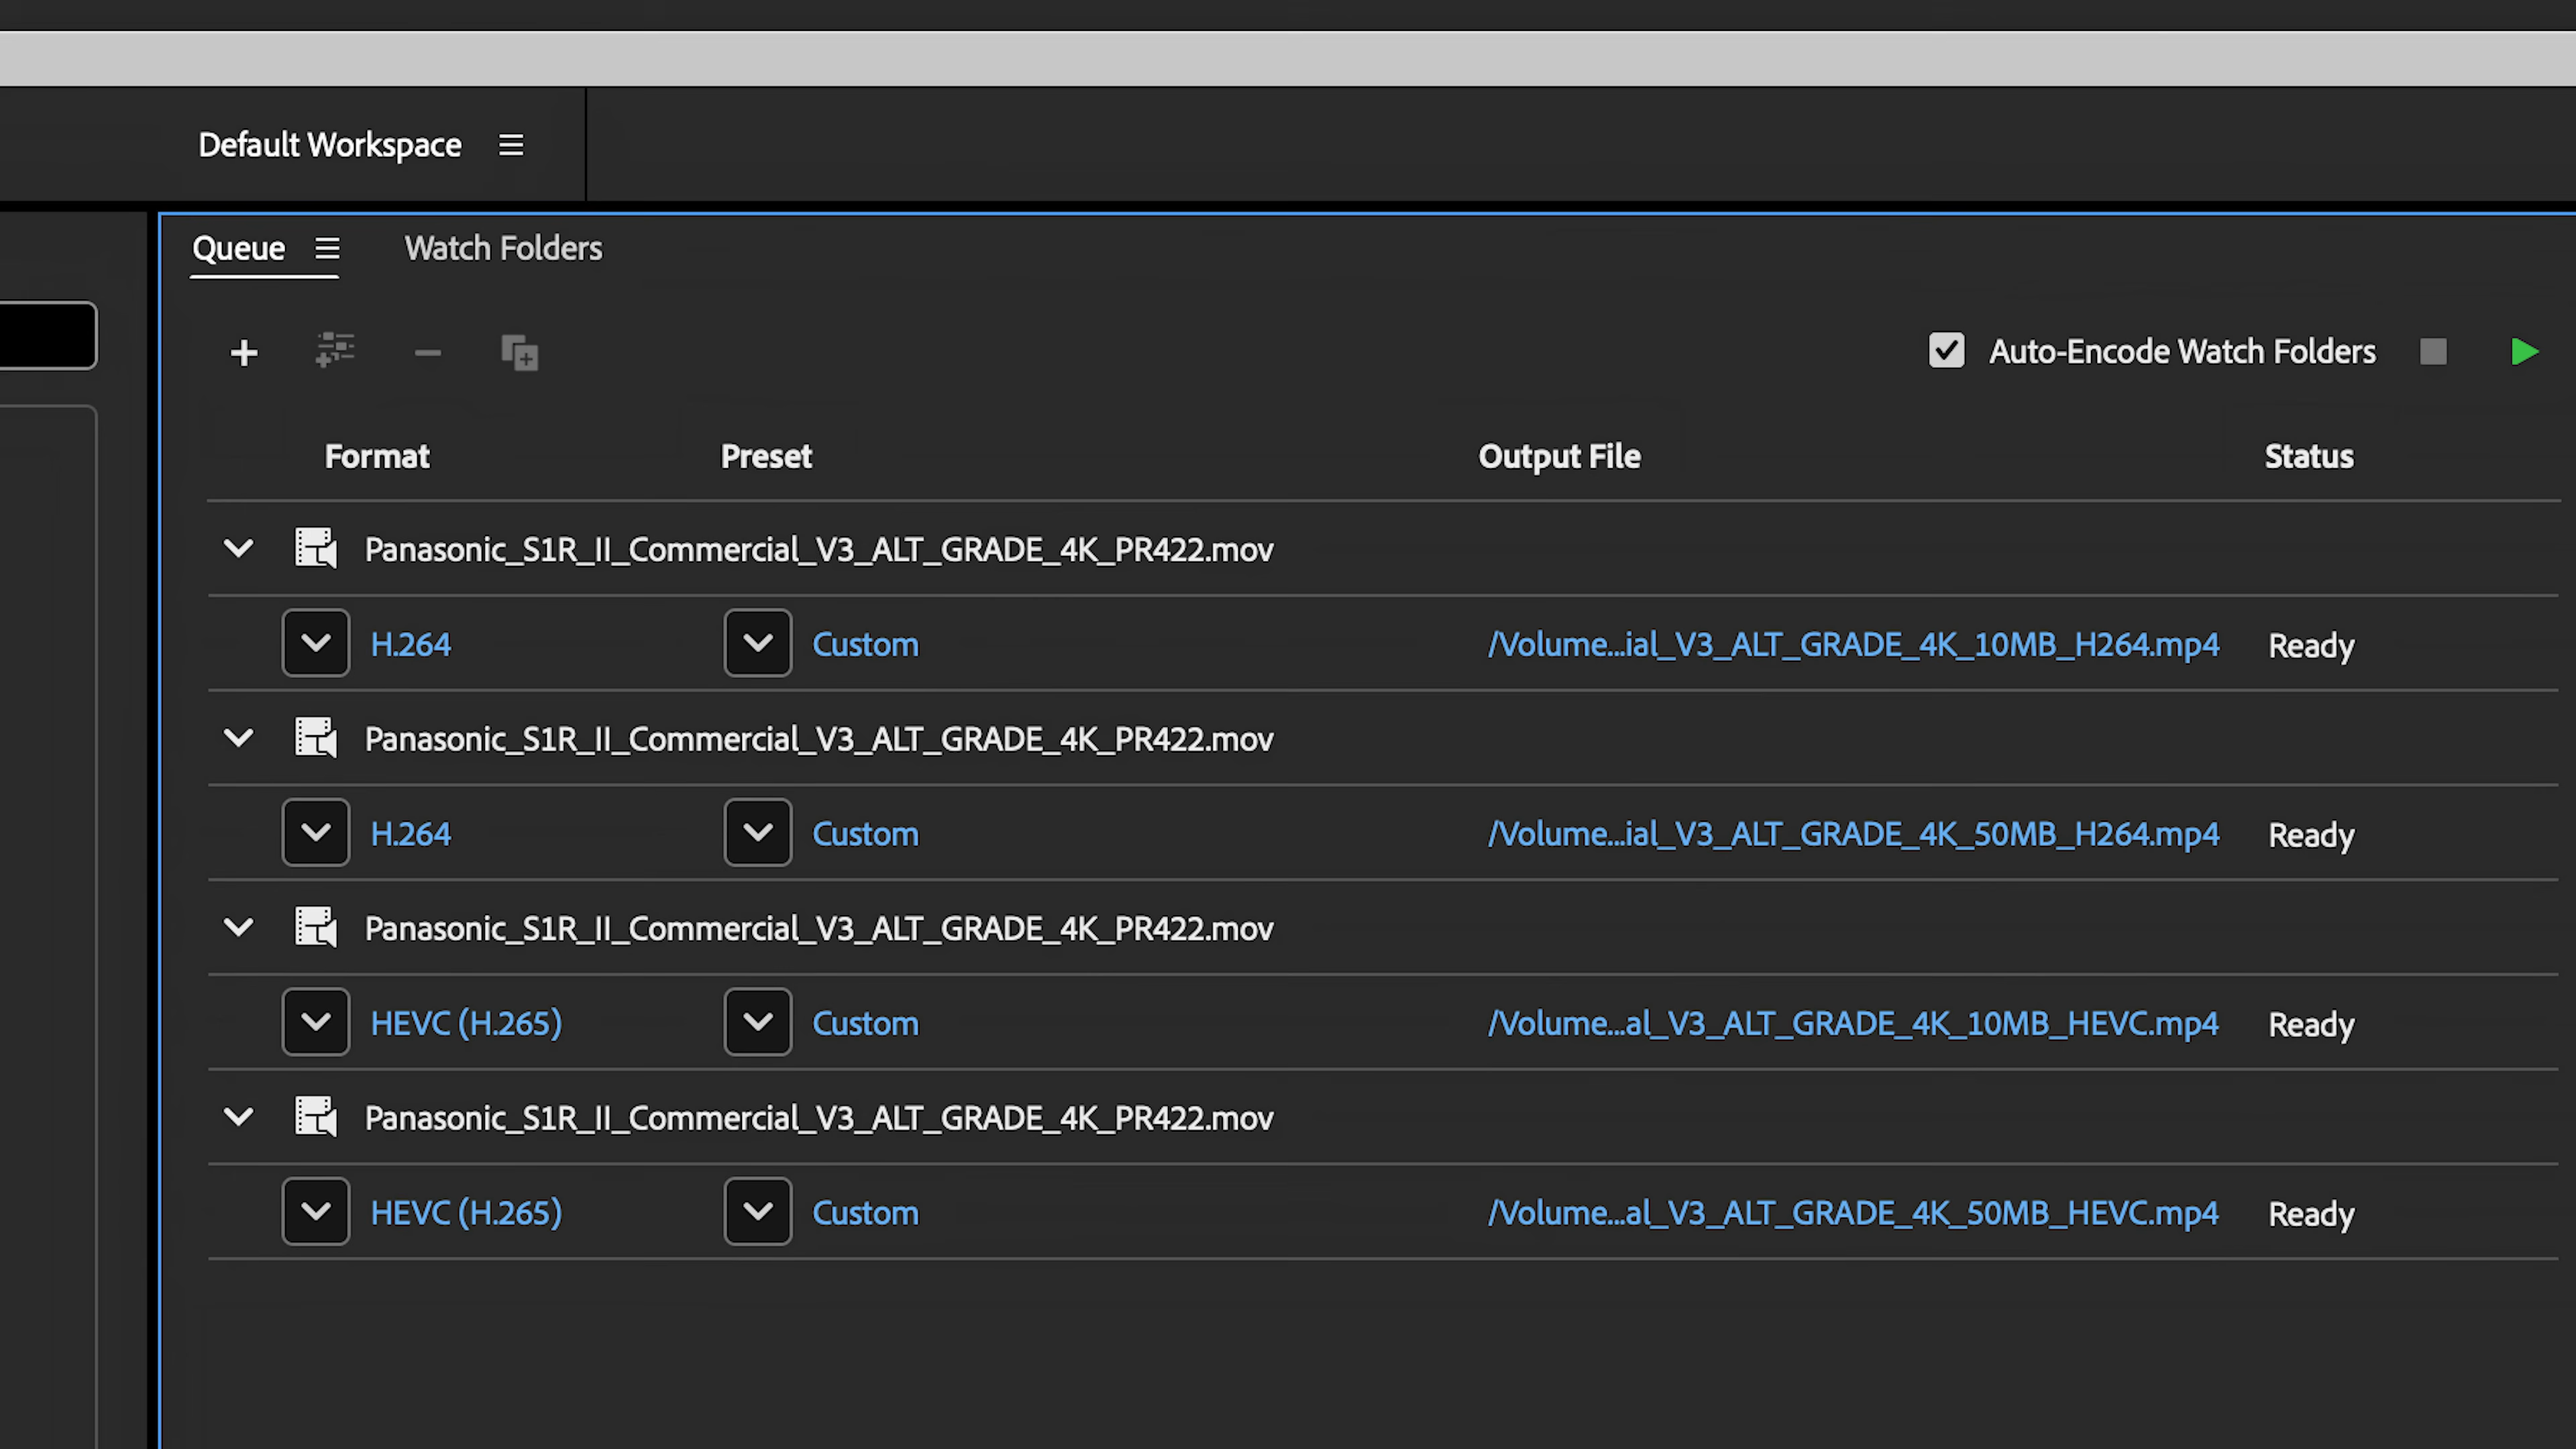 Default Workspace
Queue Watch Folders
Auto-Encode Watch Folders
Format Preset Output File Status
Panasonic_S1R_II_Commercial_V3_ALT_GRADE_4K_PR422.mov
H.264 Custom /Volume...ial_V3_ALT_GRADE_4K_10MB_H264.mp4 Ready
Panasonic_S1R_II_Commercial_V3_ALT_GRADE_4K_PR422.mov
H.264 Custom /Volume...ial_V3_ALT_GRADE_4K_50MB_H264.mp4 Ready
Panasonic_S1R_II_Commercial_V3_ALT_GRADE_4K_PR422.mov
HEVC (H.265) Custom /Volume...al_V3_ALT_GRADE_4K_10MB_HEVC.mp4 Ready
Panasonic_S1R_II_Commercial_V3_ALT_GRADE_4K_PR422.mov
HEVC (H.265) Custom /Volume...al_V3_ALT_GRADE_4K_50MB_HEVC.mp4 Ready